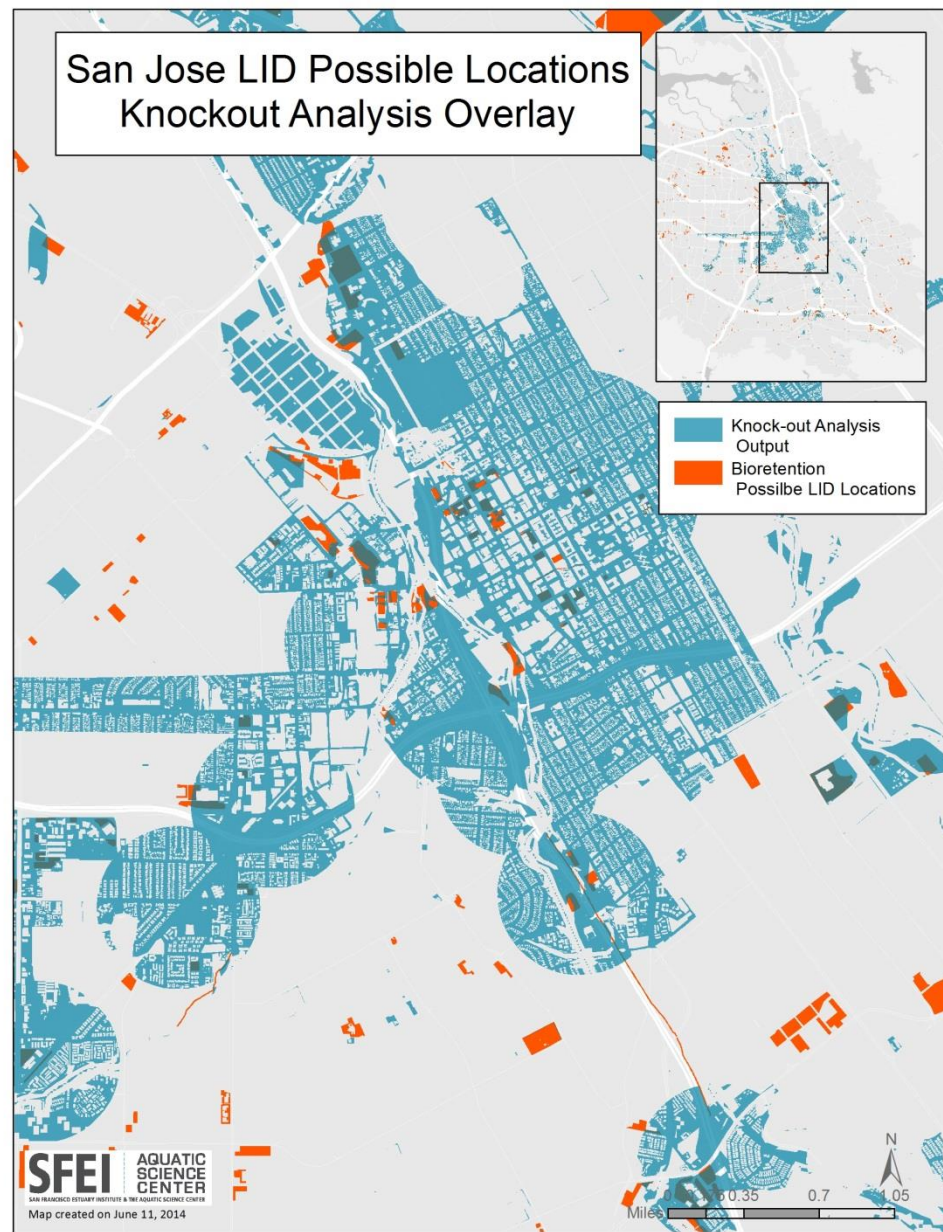 San Jose LID Possible Locations
Knockout Analysis Overlay
Knock-out Analysis
Output
Bioretention
Possilbe LID Locations
SFEI
AQUATIC
SCIENCE
CENTER
SAN FRANCISCO ESTUARY INSTITUTE & THE AQUATIC SCIENCE CENTER
Map created on June 11, 2014
N
0.35 0.7 1.05
Miles